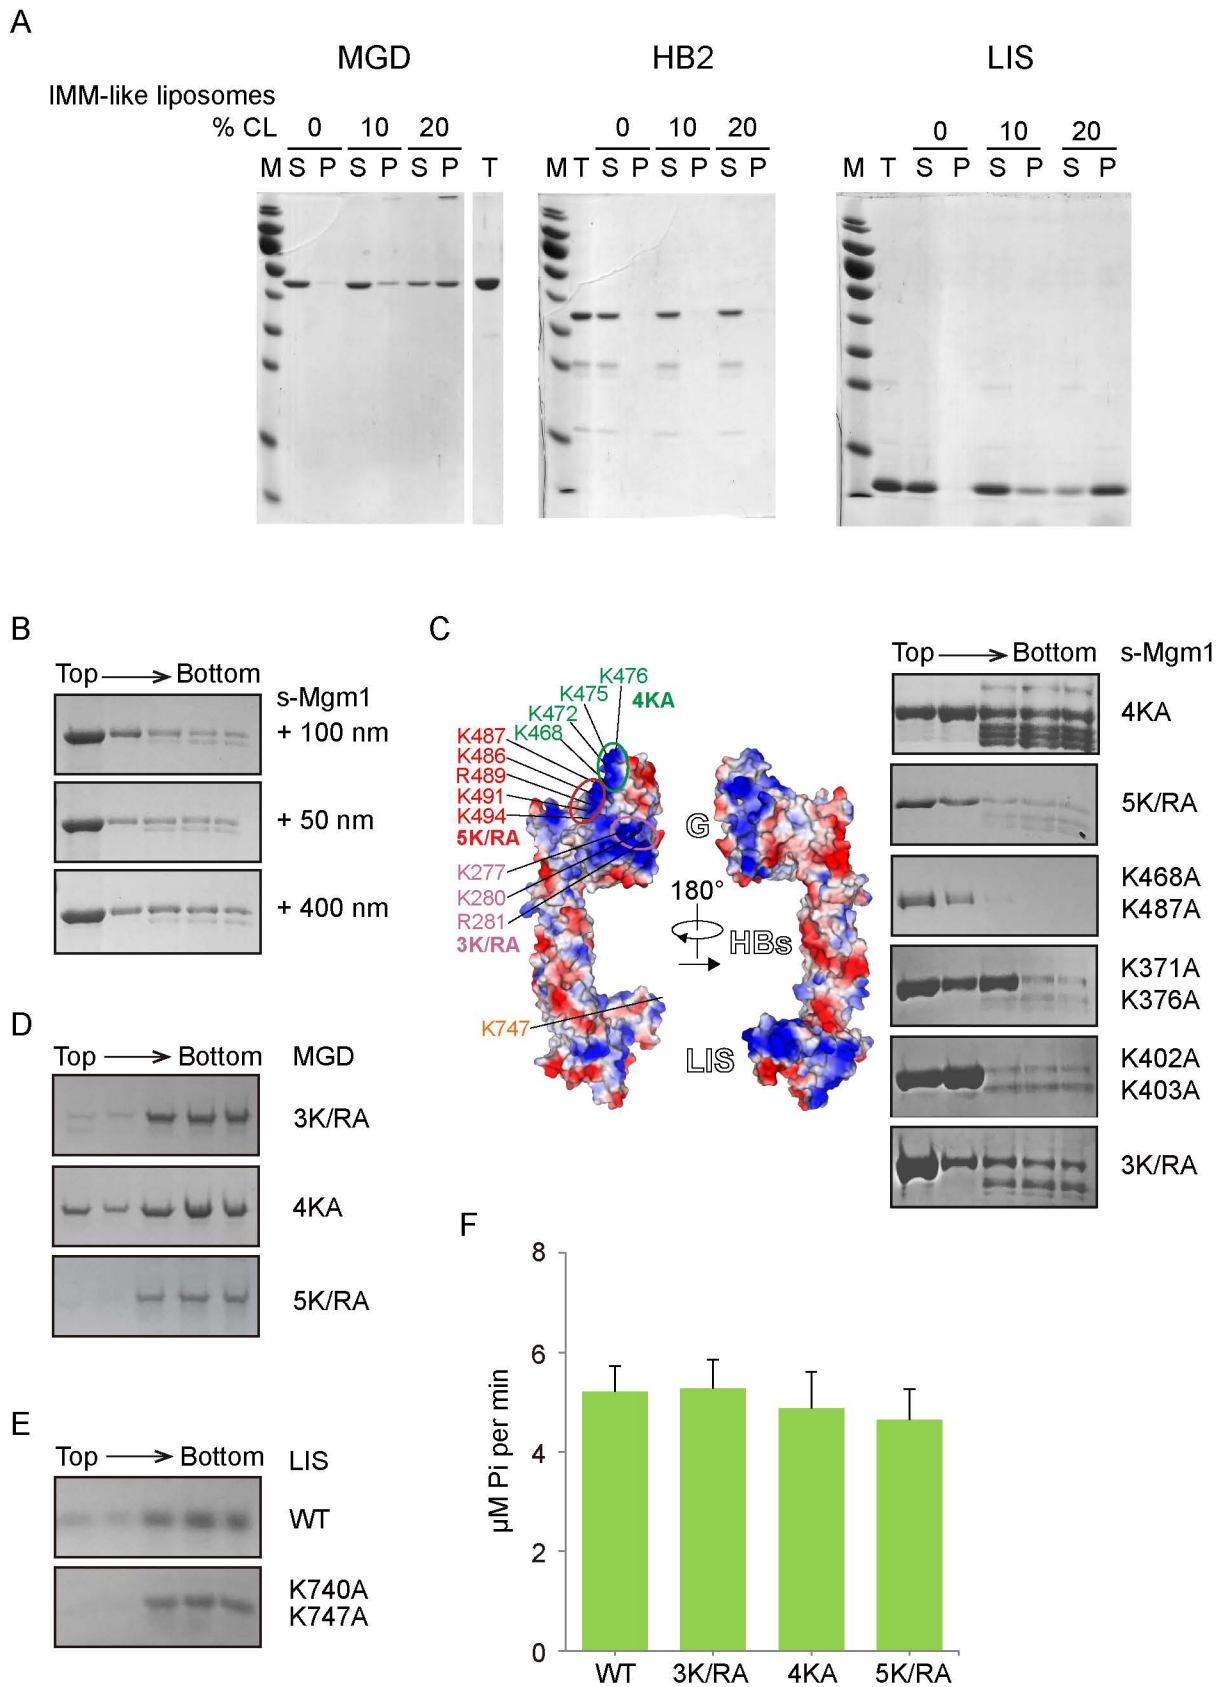 A
MGD
HB2
LIS
IMM-like liposomes
% CL 0 10 20
0 10 20
0 10 20
M S P S P S P T
M T S P S P S P
M T S P S P S P
B
Top Bottom
s-Mgm1
+ 100 nm
+ 50 nm
+ 400 nm
C
K476
K475
4KA
K472
K468
K487
K486
R489
K491
K494
5K/RA
K277
K280
R281
3K/RA
K747
G
180°
HBs
LIS
Top Bottom
s-Mgm1
4KA
5K/RA
K468A
K487A
K371A
K376A
K402A
K403A
3K/RA
D
Top Bottom
MGD
3K/RA
4KA
5K/RA
E
Top Bottom
LIS
WT
K740A
K747A
F
µM Pi per min
8
6
4
2
0
WT 3K/RA 4KA 5K/RA